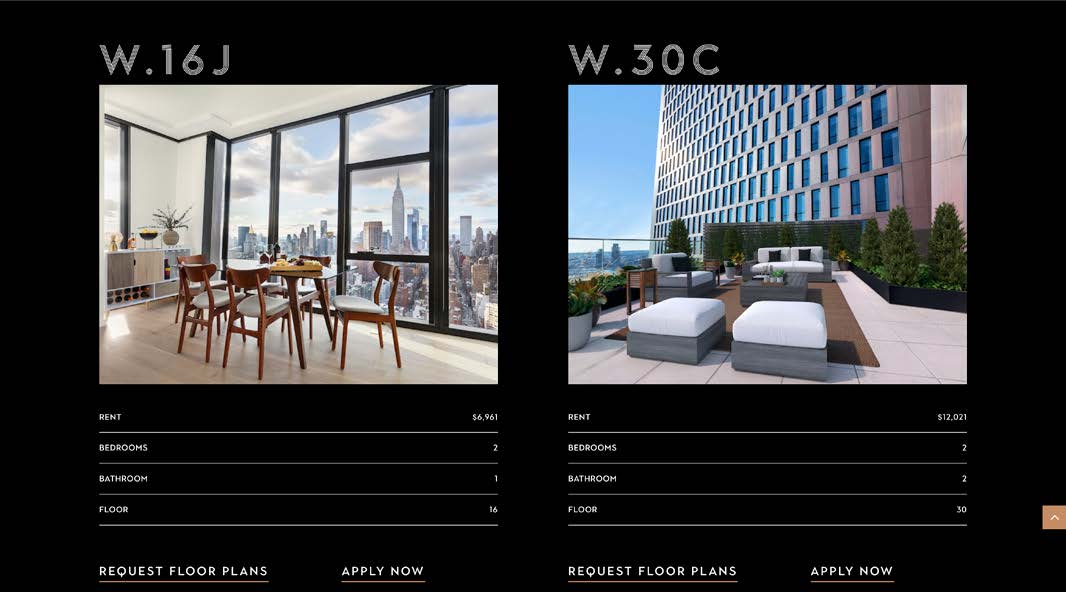 W.16J
RENT $6,961
BEDROOMS 2
BATHROOM 1
FLOOR 16
REQUEST FLOOR PLANS APPLY NOW
W.30C
RENT $12,021
BEDROOMS 2
BATHROOM 2
FLOOR 30
REQUEST FLOOR PLANS APPLY NOW